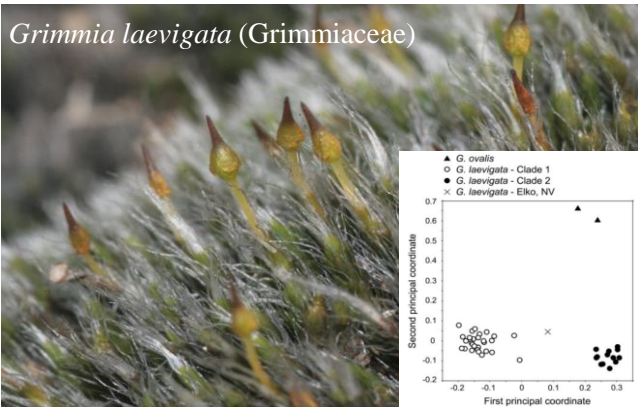 Grimmia laevigata (Grimmiaceae)
G. ovalis
G. laevigata - Clade 1
G. laevigata - Clade 2
G. laevigata - Elko, NV
0.7
0.6
0.5
0.4
0.3
0.2
0.1
0
-0.1
-0.2
Second principal coordinate
-0.2 -0.1 0 0.1 0.2 0.3
First principal coordinate